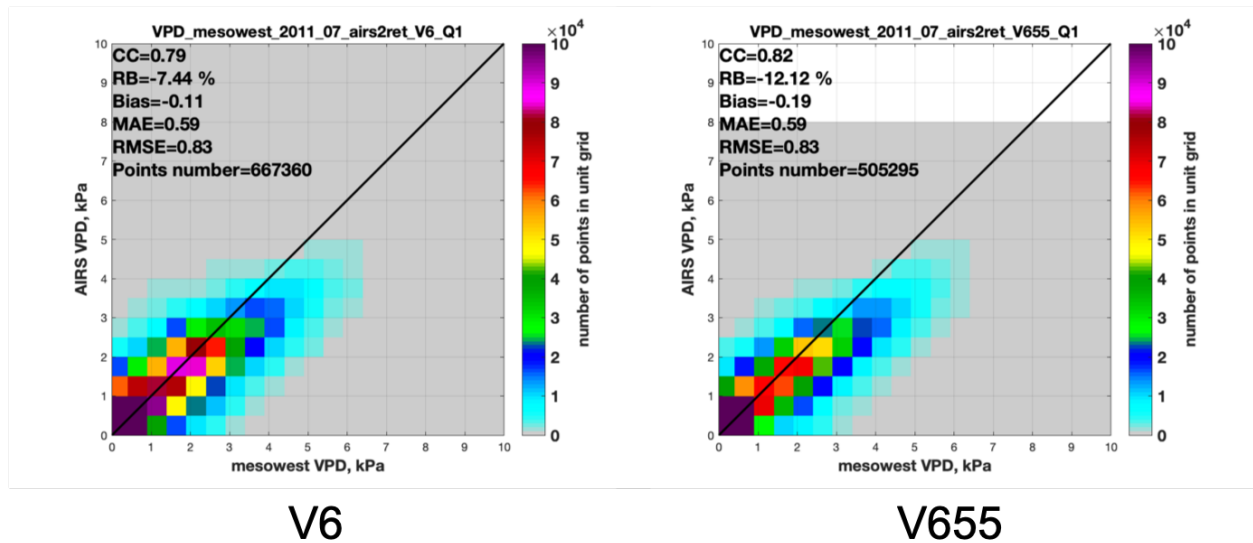 VPD_mesowest_2011_07_airs2ret_V6_Q1
CC=0.79
RB=-7.44 %
Bias=-0.11
MAE=0.59
RMSE=0.83
Points number=667360
10
9
8
7
6
5
4
3
2
1
0
AIRS VPD, kPa
0 1 2 3 4 5 6 7 8 9 10
mesowest VPD, kPa
×10⁴
10
9
8
7
6
5
4
3
2
1
0
number of points in unit grid
V6
VPD_mesowest_2011_07_airs2ret_V655_Q1
CC=0.82
RB=-12.12 %
Bias=-0.19
MAE=0.59
RMSE=0.83
Points number=505295
10
9
8
7
6
5
4
3
2
1
0
AIRS VPD, kPa
0 1 2 3 4 5 6 7 8 9 10
mesowest VPD, kPa
×10⁴
10
9
8
7
6
5
4
3
2
1
0
number of points in unit grid
V655